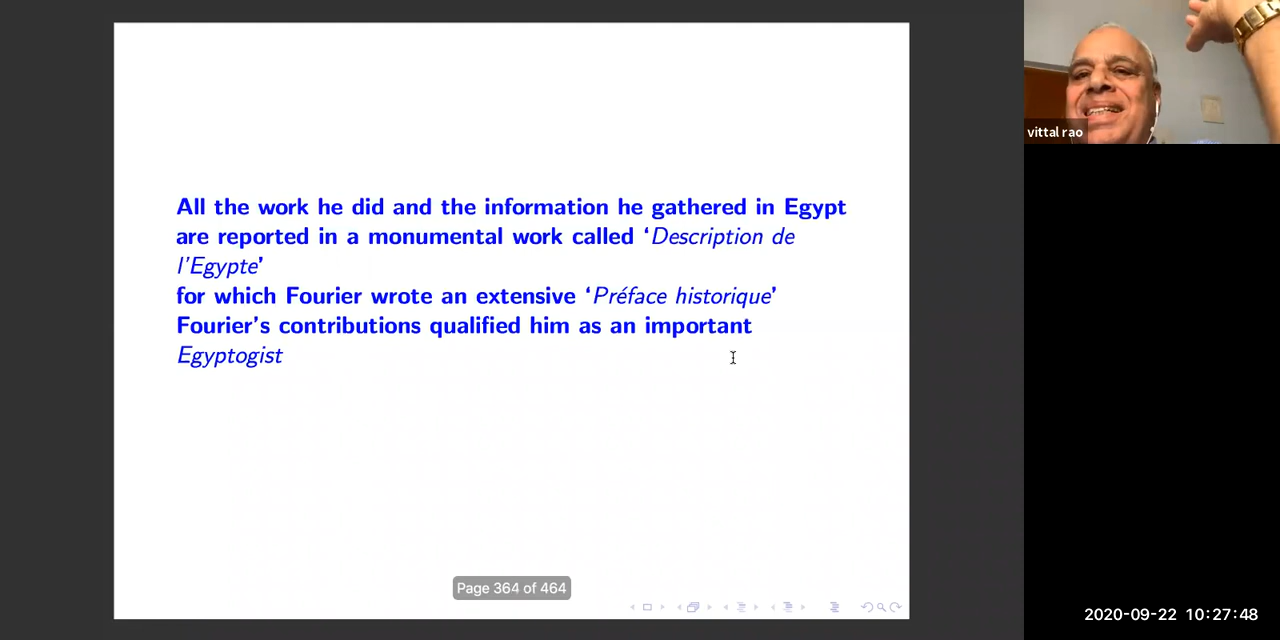 All the work he did and the information he gathered in Egypt
are reported in a monumental work called ‘Description de
l’Egypte’
for which Fourier wrote an extensive ‘Préface historique’
Fourier’s contributions qualified him as an important
Egyptogist
Page 364 of 464
vittal rao
2020-09-22 10:27:48